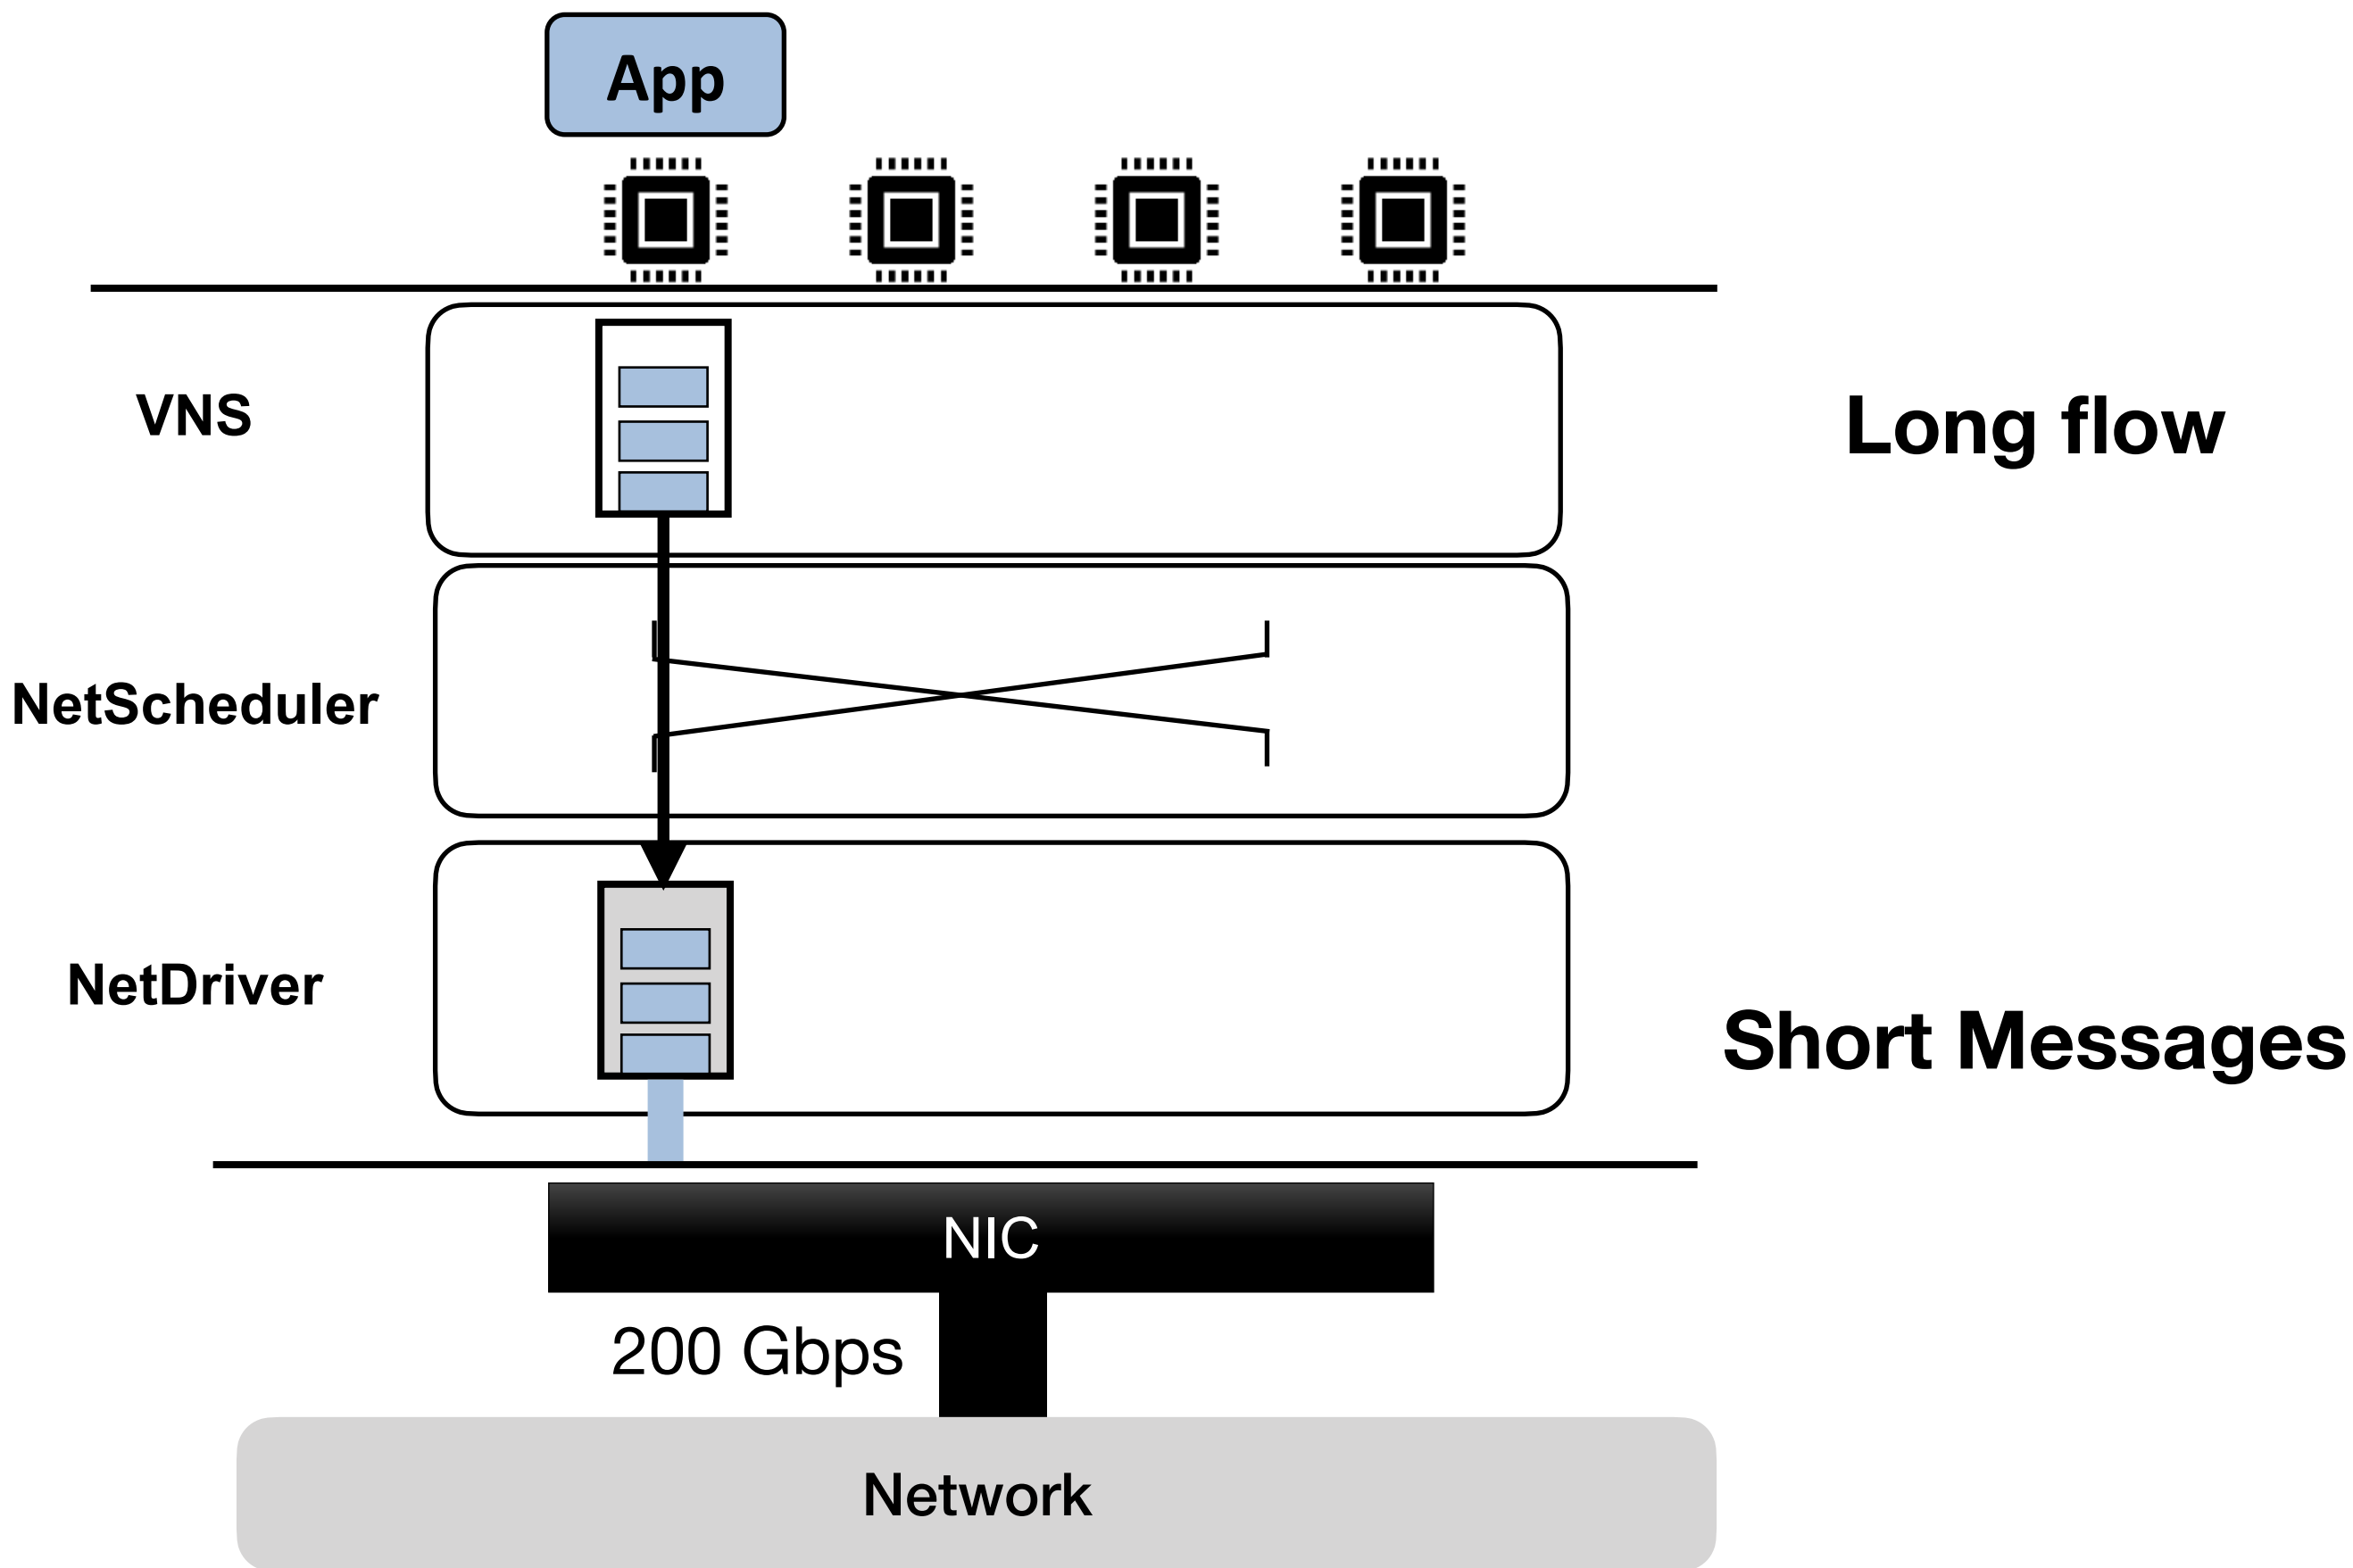 App
VNS
Long flow
NetScheduler
NetDriver
Short Messages
NIC
200 Gbps
Network